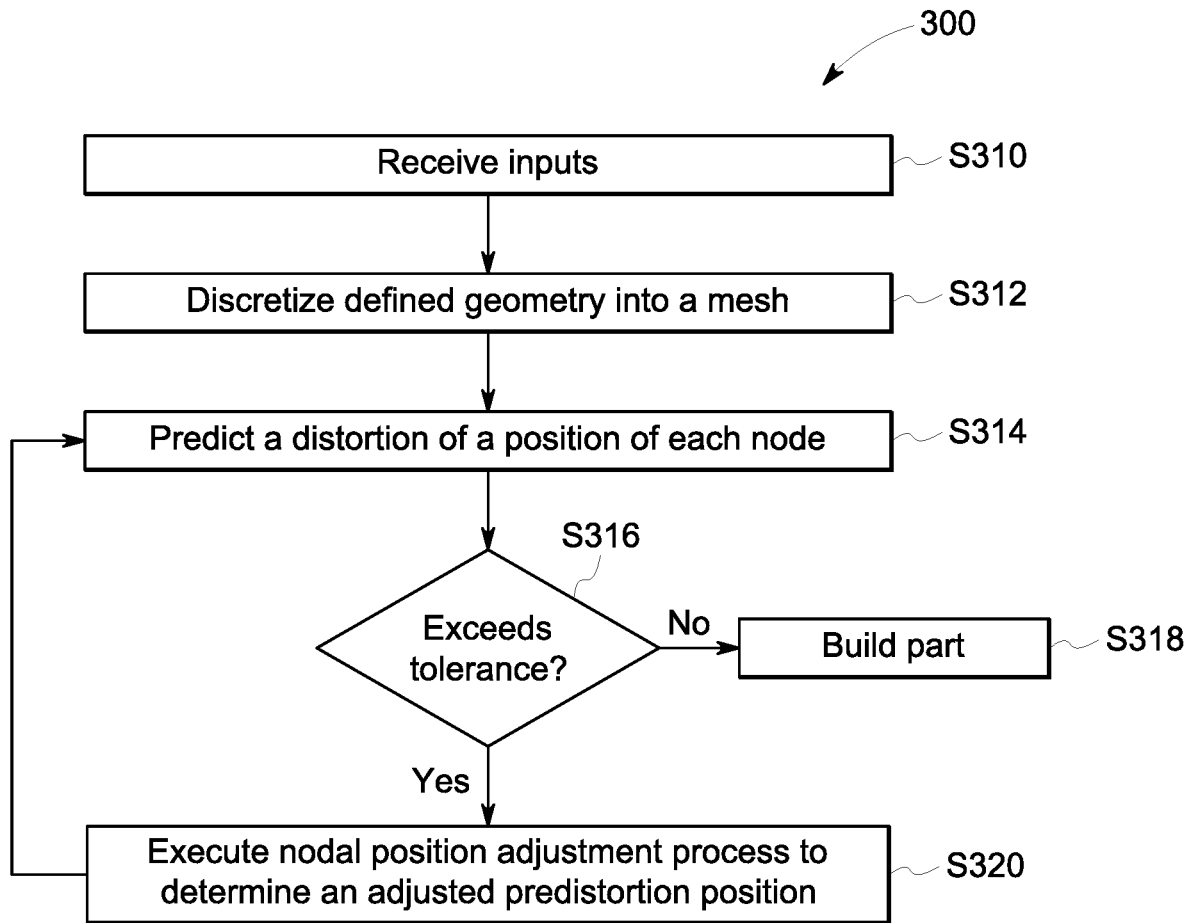 300
Receive inputs
S310
Discretize defined geometry into a mesh
S312
Predict a distortion of a position of each node
S314
S316
Exceeds
tolerance?
No
Build part
S318
Yes
Execute nodal position adjustment process to
determine an adjusted predistortion position
S320